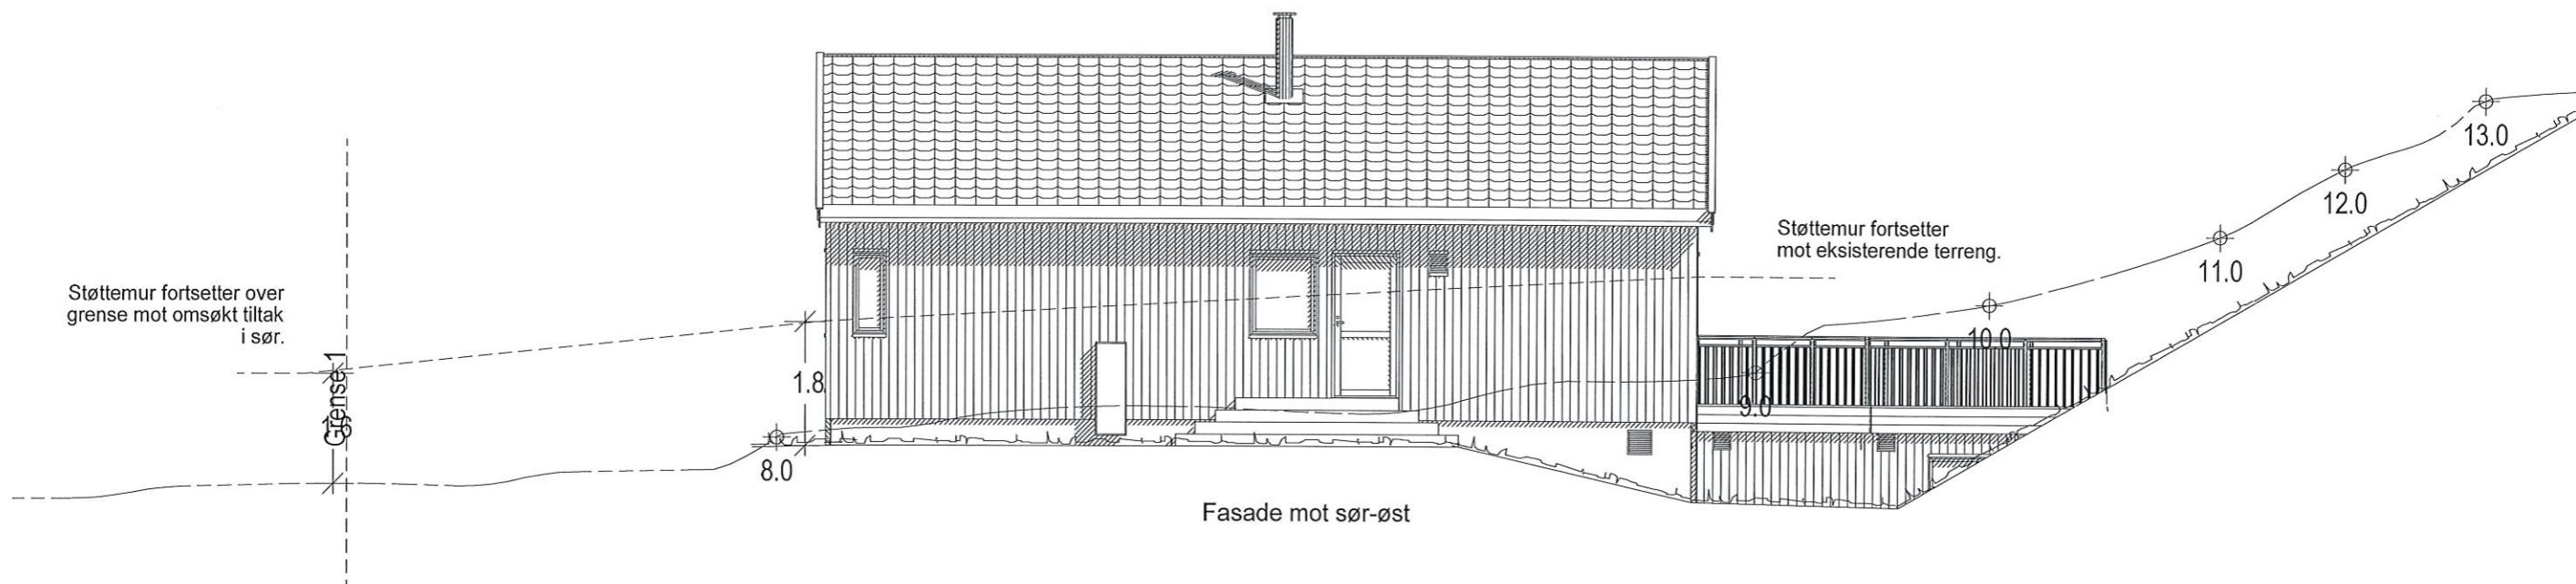 Støttemur fortsetter over
grense mot omsøkt tiltak
i sør.
Grense 1
1.8
8.0
Fasade mot sør-øst
9.0
Støttemur fortsetter
mot eksisterende terreng.
10.0
11.0
12.0
13.0